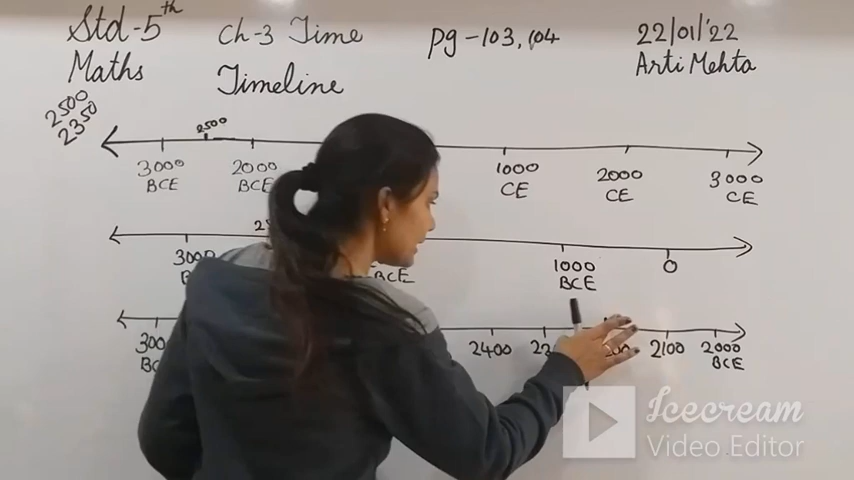 Std-5th Ch-3 Time pg-103,104 22/01/'22
Maths Timeline Arti Mehta
2500
2350
2500
3000 2000 1000 2000 3000
BCE BCE CE CE CE
1000 0
BCE BCE
2400 2100 2000
BCE
Icecream
Video Editor